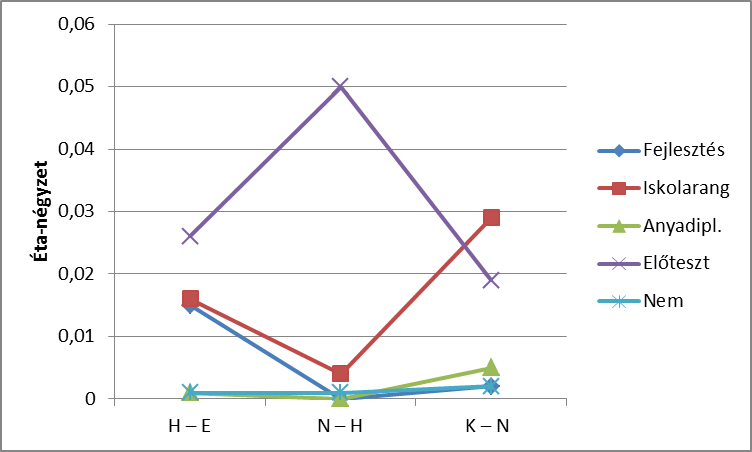 0,06
0,05
0,04
0,03
0,02
0,01
0
Éta-négyzet
H – E
N – H
K – N
Fejlesztés
Iskolarang
Anyadipl.
Előteszt
Nem